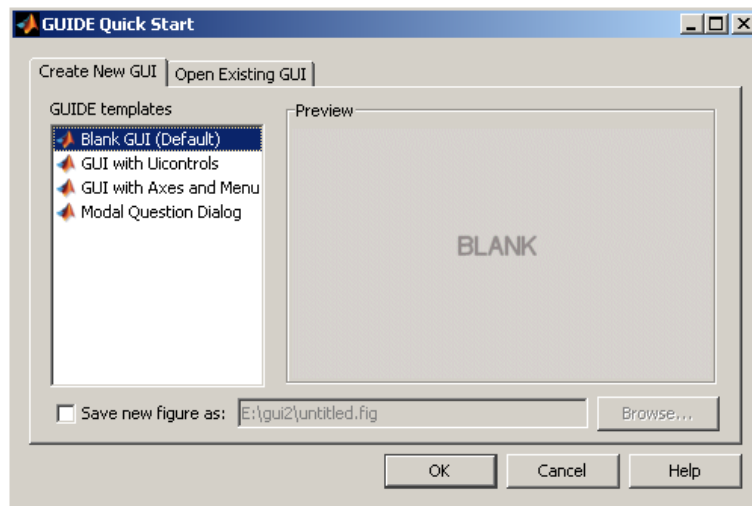 GUIDE Quick Start
Create New GUI
Open Existing GUI
GUIDE templates
Preview
Blank GUI (Default)
GUI with Uicontrols
GUI with Axes and Menu
Modal Question Dialog
BLANK
Save new figure as:
E:\gui2\untitled.fig
Browse...
OK
Cancel
Help